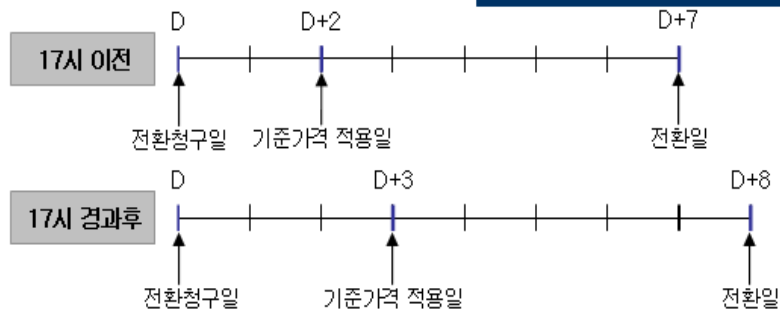 D D+2 D+7
17시 이전
전환청구일 기준가격 적용일 전환일
D D+3 D+8
17시 경과후
전환청구일 기준가격 적용일 전환일